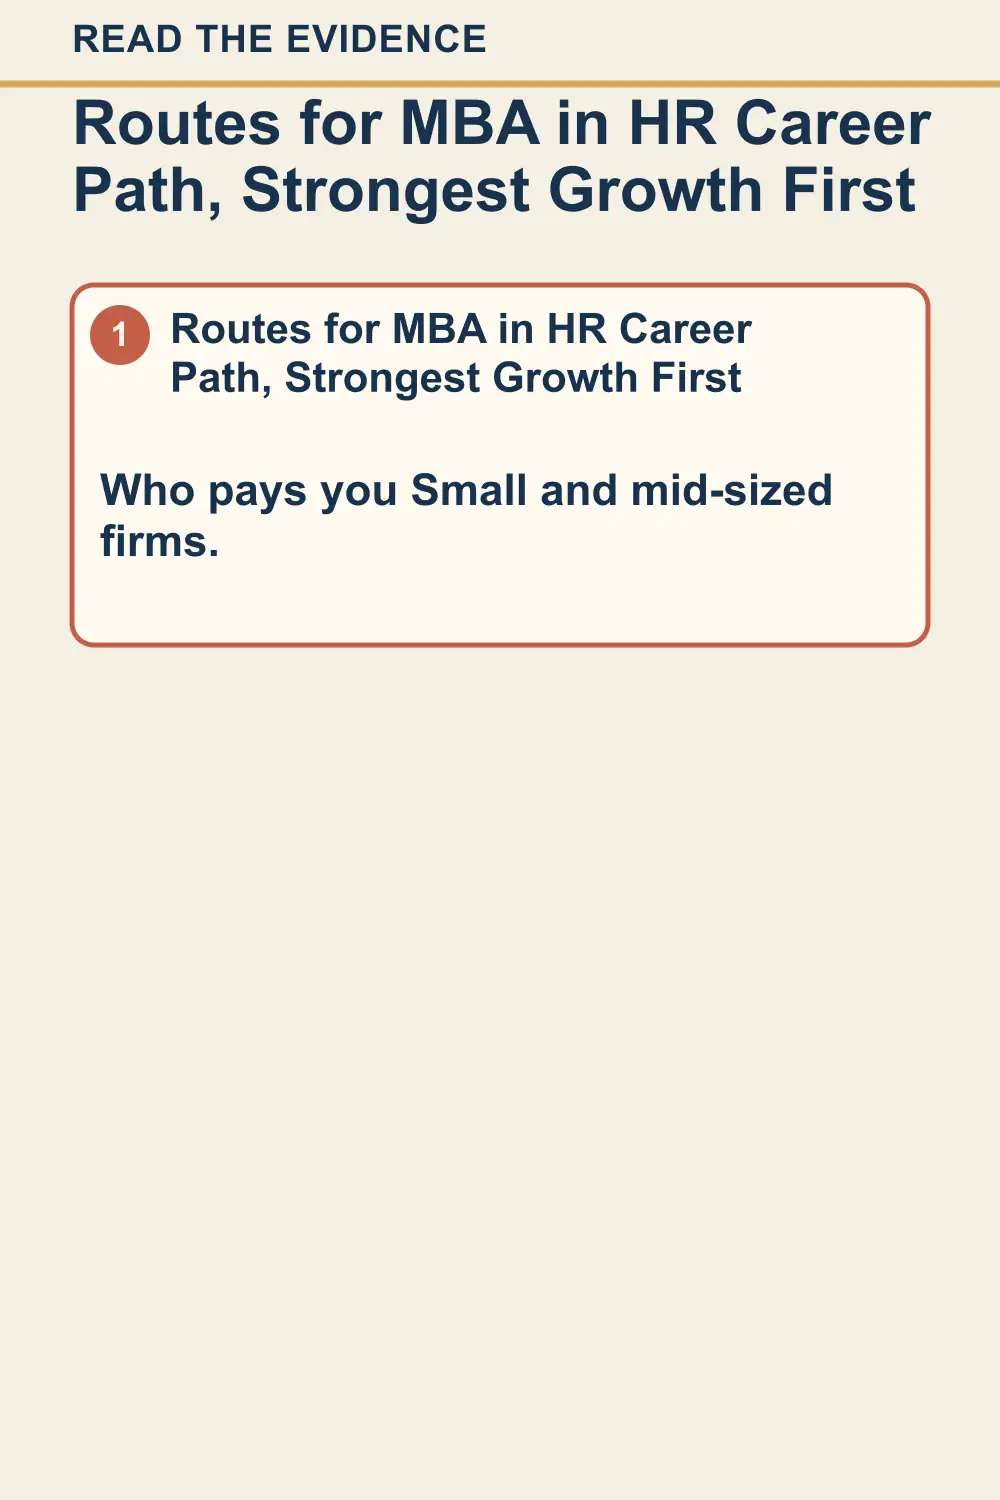 READ THE EVIDENCE
Routes for MBA in HR Career
Path, Strongest Growth First
1
Routes for MBA in HR Career
Path, Strongest Growth First
Who pays you Small and mid-sized
firms.